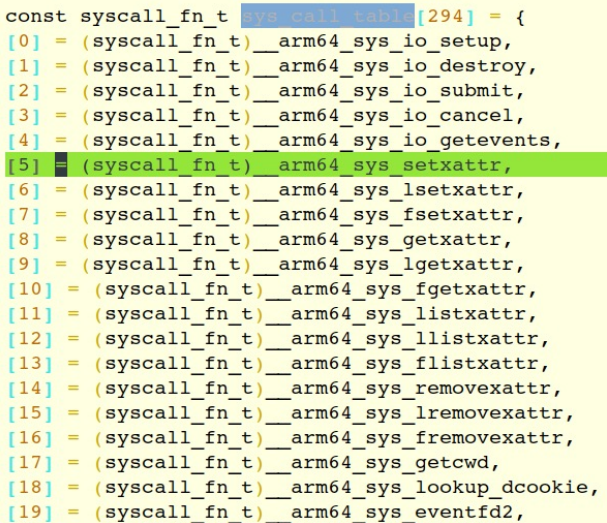 const syscall_fn_t sys_call_table[294] = {
[0] = (syscall_fn_t)__arm64_sys_io_setup,
[1] = (syscall_fn_t)__arm64_sys_io_destroy,
[2] = (syscall_fn_t)__arm64_sys_io_submit,
[3] = (syscall_fn_t)__arm64_sys_io_cancel,
[4] = (syscall_fn_t)__arm64_sys_io_getevents,
[5] = (syscall_fn_t)__arm64_sys_setxattr,
[6] = (syscall_fn_t)__arm64_sys_lsetxattr,
[7] = (syscall_fn_t)__arm64_sys_fsetxattr,
[8] = (syscall_fn_t)__arm64_sys_getxattr,
[9] = (syscall_fn_t)__arm64_sys_lgetxattr,
[10] = (syscall_fn_t)__arm64_sys_fgetxattr,
[11] = (syscall_fn_t)__arm64_sys_listxattr,
[12] = (syscall_fn_t)__arm64_sys_llistxattr,
[13] = (syscall_fn_t)__arm64_sys_flistxattr,
[14] = (syscall_fn_t)__arm64_sys_removexattr,
[15] = (syscall_fn_t)__arm64_sys_lremovexattr,
[16] = (syscall_fn_t)__arm64_sys_fremovexattr,
[17] = (syscall_fn_t)__arm64_sys_getcwd,
[18] = (syscall_fn_t)__arm64_sys_lookup_dcookie,
[19] = (syscall_fn_t)__arm64_sys_eventfd2,